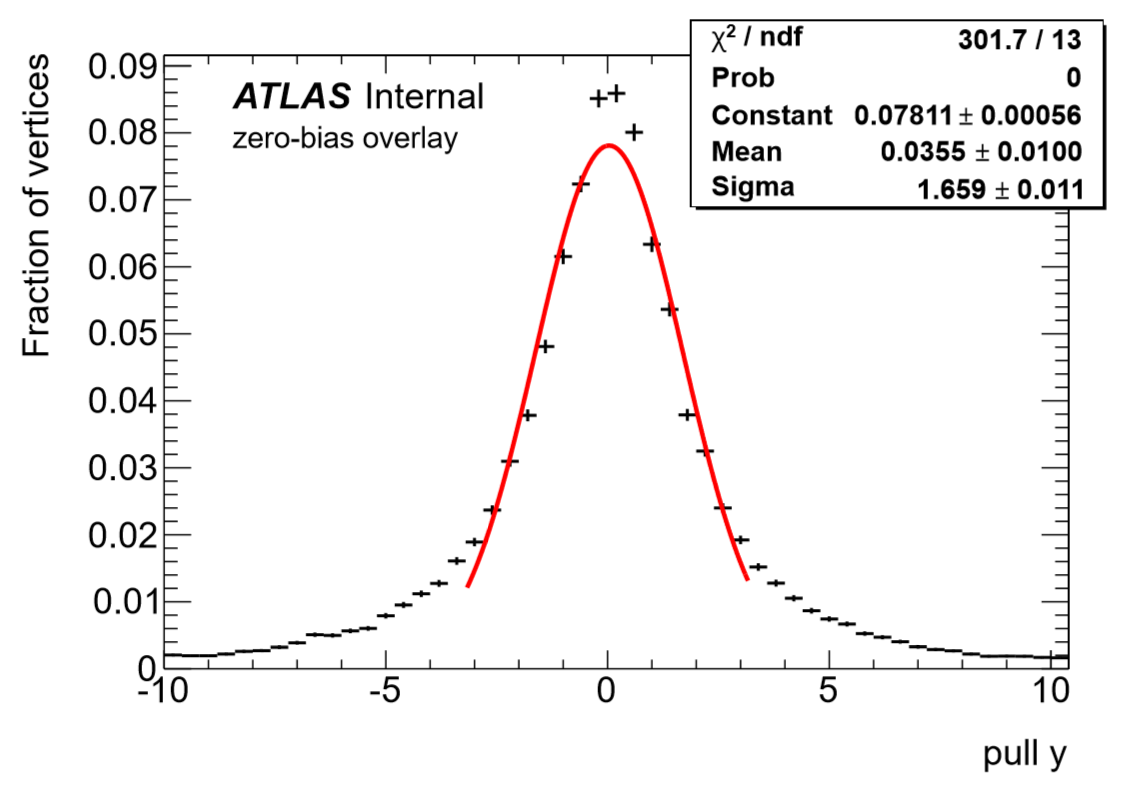 χ² / ndf 301.7 / 13
Prob 0
Constant 0.07811 ± 0.00056
Mean 0.0355 ± 0.0100
Sigma 1.659 ± 0.011
ATLAS Internal
zero-bias overlay
Fraction of vertices
0.09
0.08
0.07
0.06
0.05
0.04
0.03
0.02
0.01
0
-10 -5 0 5 10
pull y